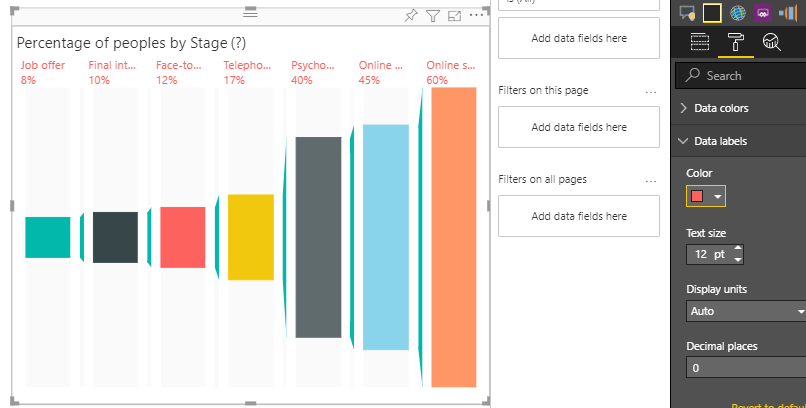 Percentage of peoples by Stage (?)
Job offer Final int... Face-to... Telepho... Psycho... Online ... Online s...
8% 10% 12% 17% 40% 45% 60%
Add data fields here
Filters on this page ...
Add data fields here
Filters on all pages ...
Add data fields here
Search
Data colors
Data labels
Color
Text size
12 pt
Display units
Auto
Decimal places
0